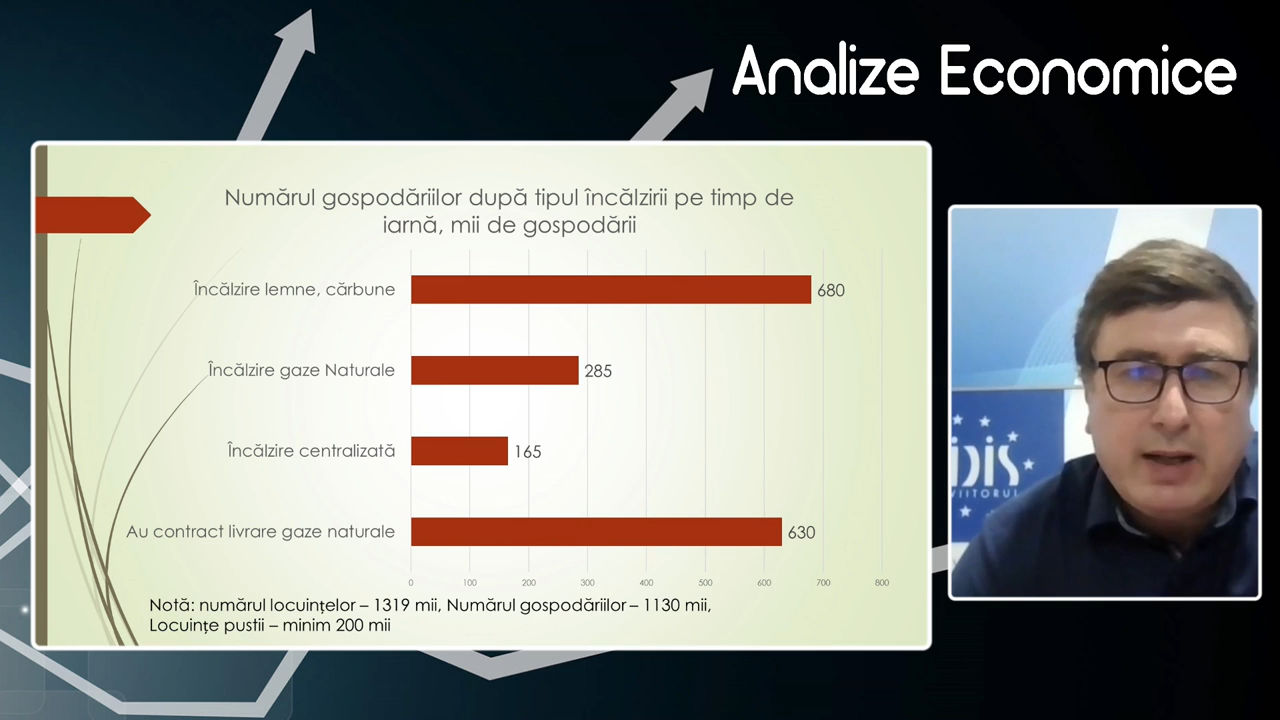 Analize Economice
Numărul gospodăriilor după tipul încălzirii pe timp de
iarnă, mii de gospodării
Încălzire lemne, cărbune
680
Încălzire gaze Naturale
285
Încălzire centralizată
165
Au contract livrare gaze naturale
630
0 100 200 300 400 500 600 700 800
Notă: numărul locuințelor – 1319 mii, Numărul gospodăriilor – 1130 mii,
Locuințe pustii – minim 200 mii
IDIS
VIITORUL